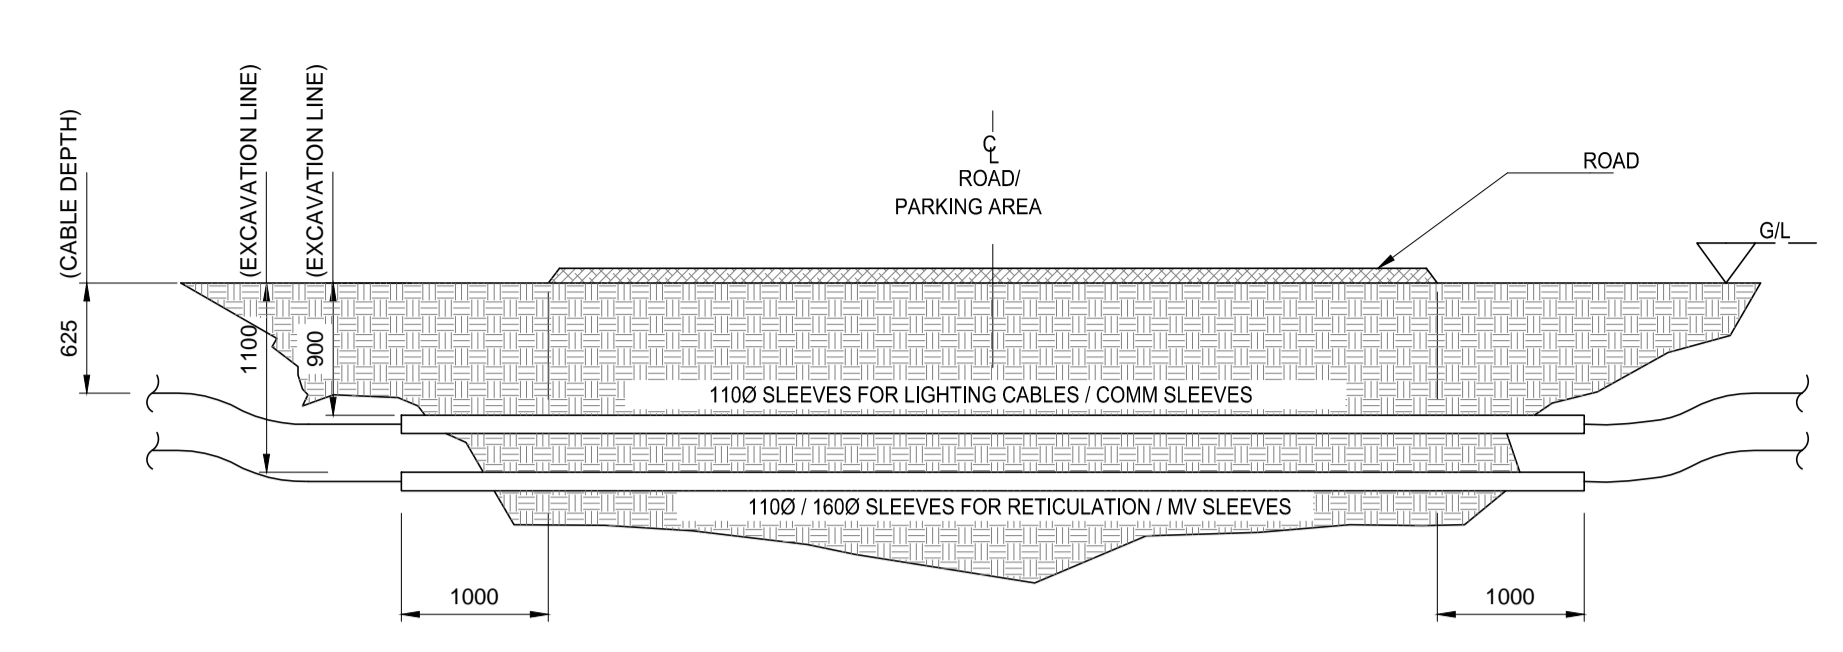 (CABLE DEPTH)
625
(EXCAVATION LINE)
1100
(EXCAVATION LINE)
900
CL
ROAD/
PARKING AREA
ROAD
G/L
110Ø SLEEVES FOR LIGHTING CABLES / COMM SLEEVES
110Ø / 160Ø SLEEVES FOR RETICULATION / MV SLEEVES
1000
1000